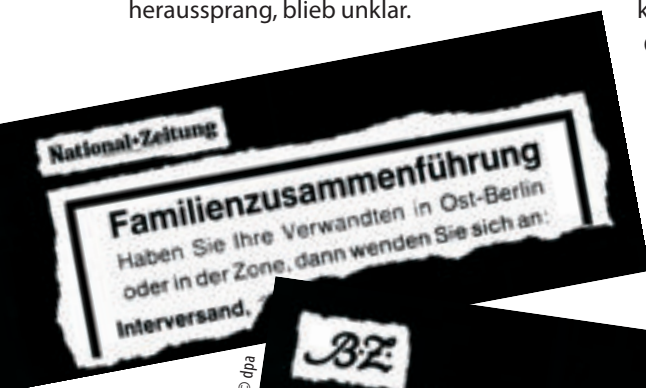 heraussprang, blieb unklar.
k
National-Zeitung
Familienzusammenführung
Haben Sie Ihre Verwandten in Ost-Berlin
oder in der Zone, dann wenden Sie sich an:
Interversand,
B·Z·
© dpa